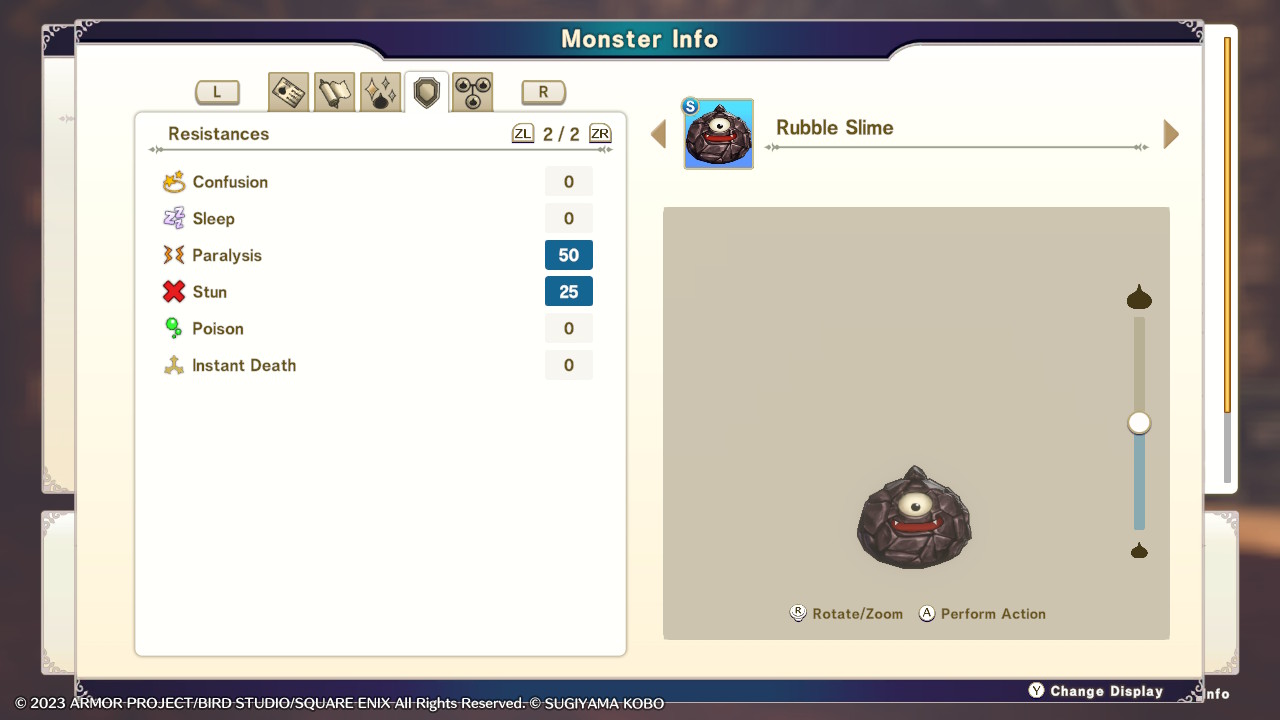 Monster Info
L
R
Resistances
ZL 2 / 2 ZR
Confusion 0
Sleep 0
Paralysis 50
Stun 25
Poison 0
Instant Death 0
S
Rubble Slime
R Rotate/Zoom A Perform Action
Y Change Display
Info
© 2023 ARMOR PROJECT/BIRD STUDIO/SQUARE ENIX All Rights Reserved. © SUGIYAMA KOBO